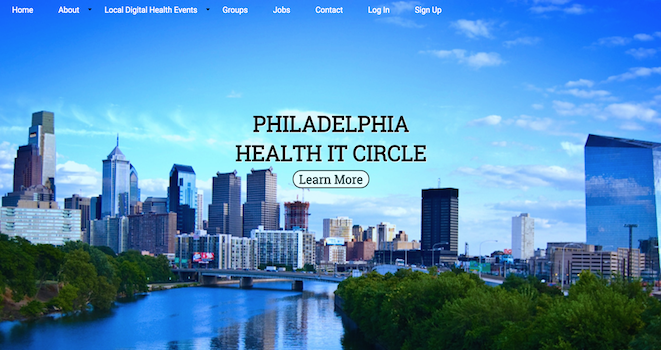 Home About Local Digital Health Events Groups Jobs Contact Log In Sign Up
PHILADELPHIA
HEALTH IT CIRCLE
Learn More